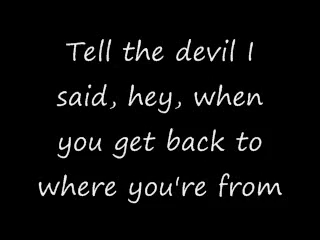 Tell the devil I
said, hey, when
you get back to
where you're from